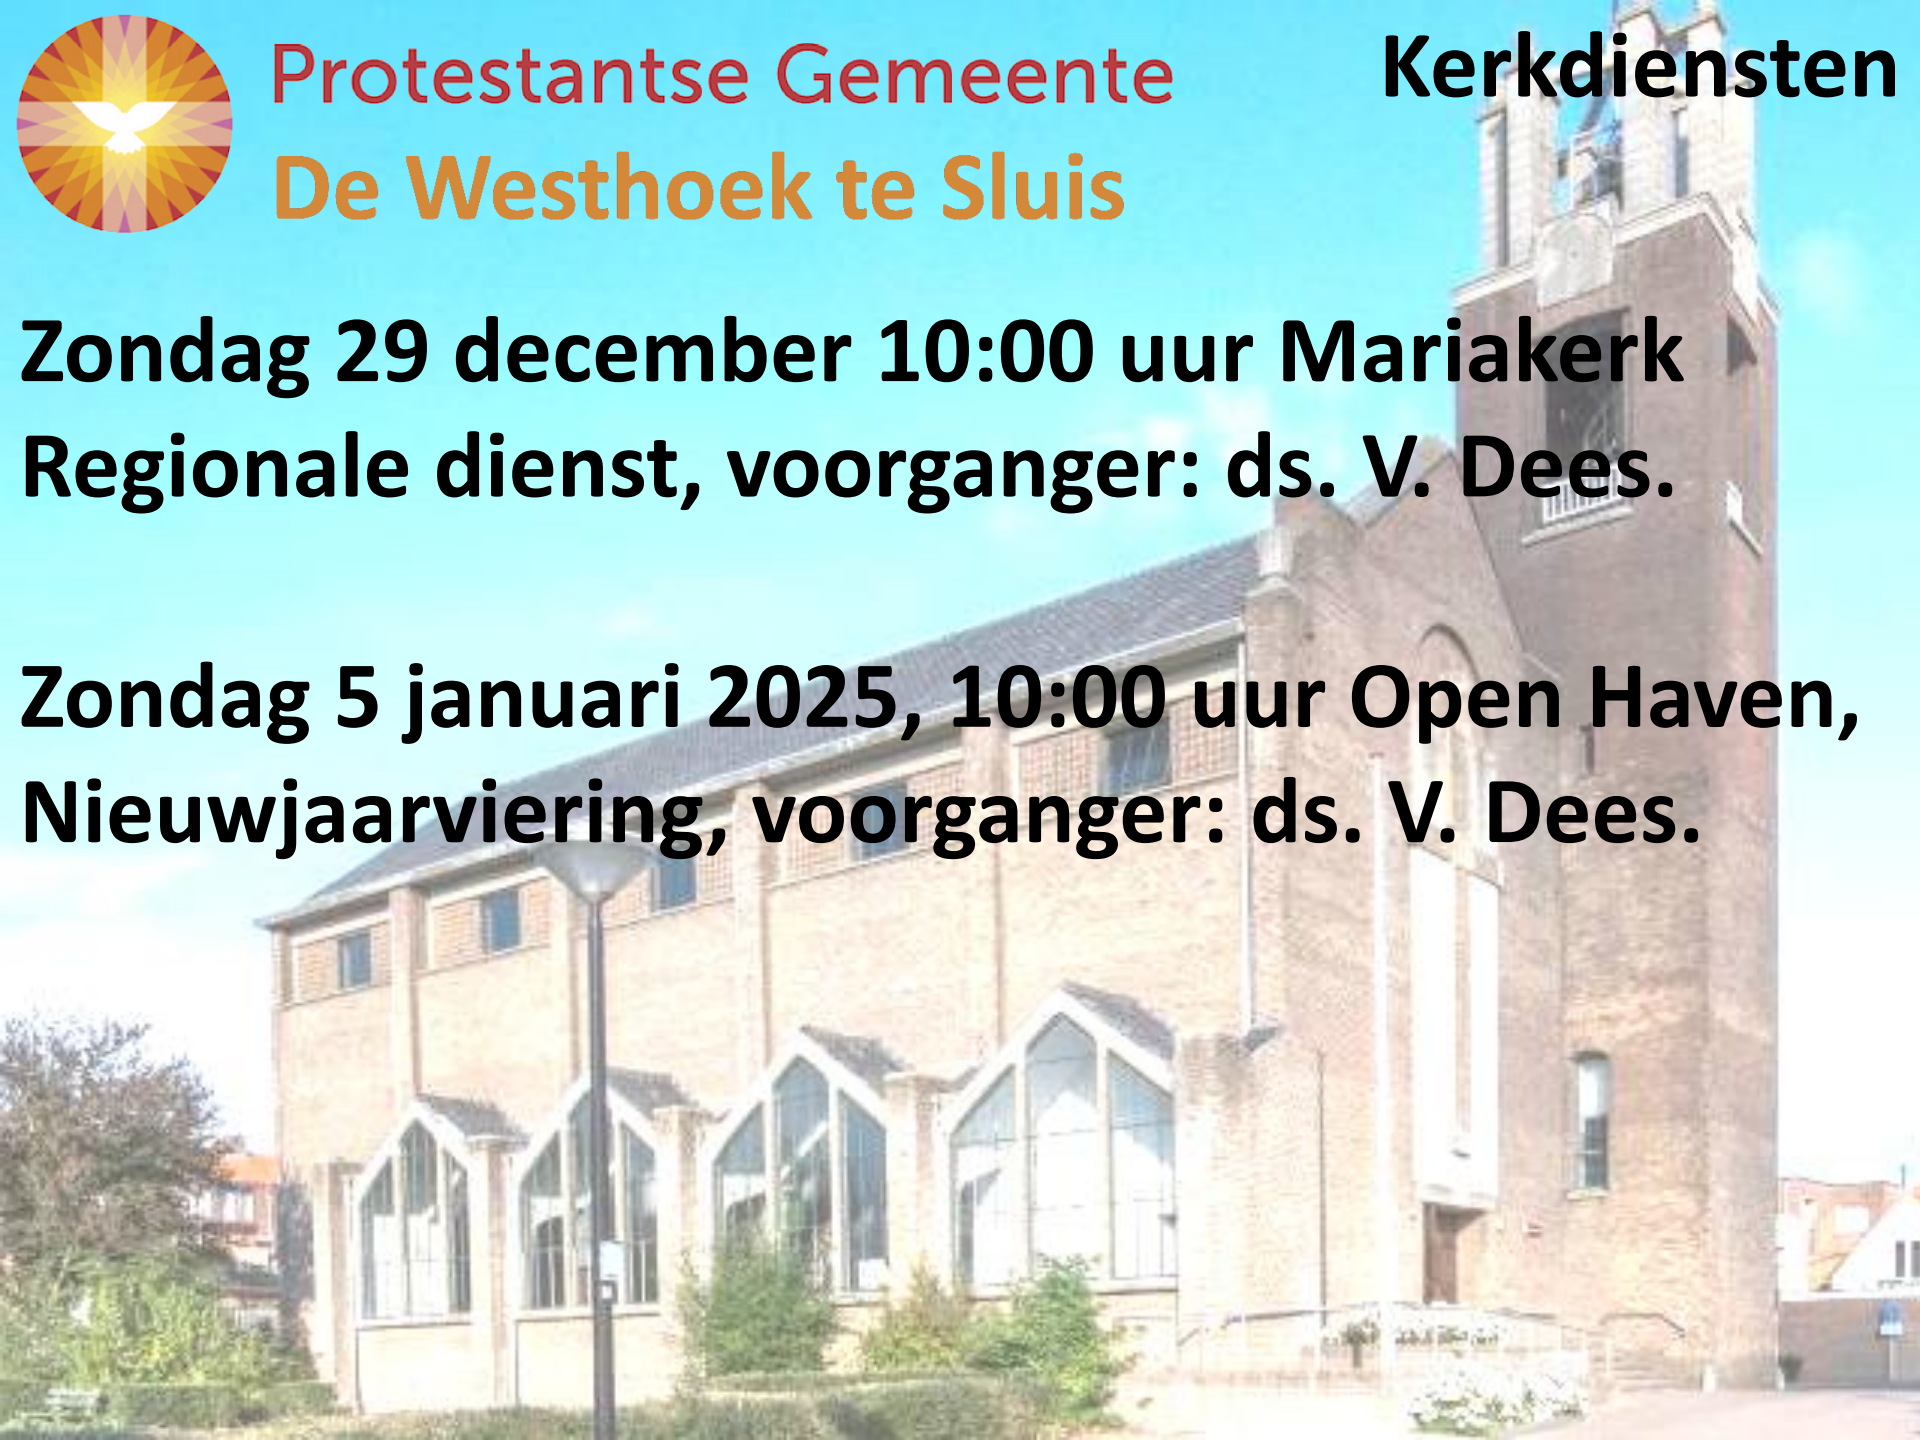 Protestantse Gemeente
De Westhoek te Sluis
Kerkdiensten
Zondag 29 december 10:00 uur Mariakerk
Regionale dienst, voorganger: ds. V. Dees.
Zondag 5 januari 2025, 10:00 uur Open Haven,
Nieuwjaarviering, voorganger: ds. V. Dees.